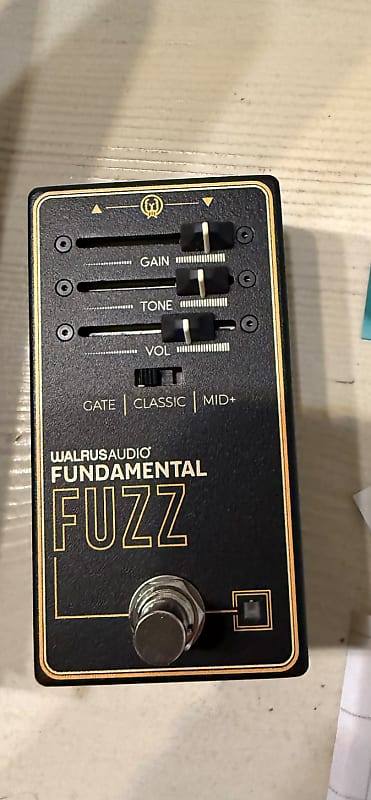 GAIN
TONE
VOL
GATE | CLASSIC | MID+
WALRUSAUDIO®
FUNDAMENTAL
FUZZ